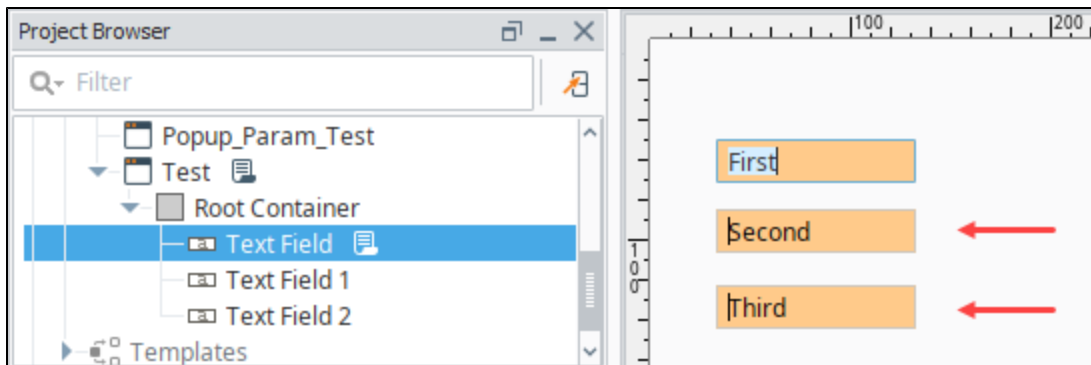 Project Browser
Filter
Popup_Param_Test
Test
Root Container
Text Field
Text Field 1
Text Field 2
Templates
100
200
First
Second
Third
100